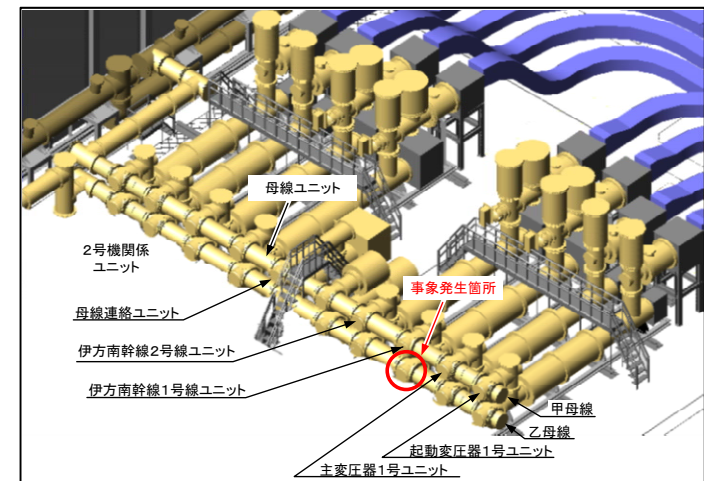 母線ユニット
２号機関係
ユニット
事象発生箇所
母線連絡ユニット
伊方南幹線２号線ユニット
伊方南幹線１号線ユニット
甲母線
乙母線
起動変圧器１号ユニット
主変圧器１号ユニット